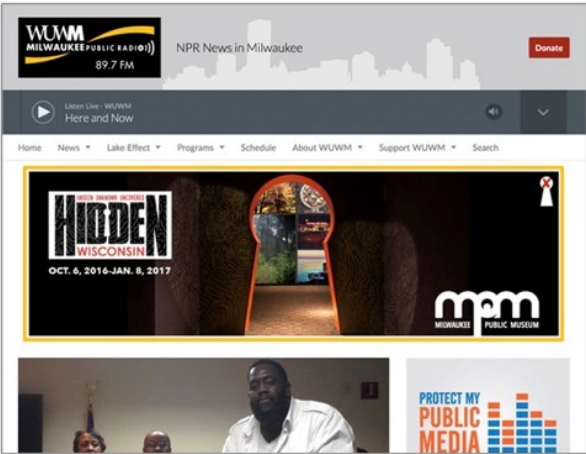 WUWM
MILWAUKEE PUBLIC RADIO
89.7 FM
NPR News in Milwaukee
Donate
Listen Live - WUWM
Here and Now
Home News Lake Effect Programs Schedule About WUWM Support WUWM Search
UNSEEN UNKNOWN UNCOVERED
HIDDEN
WISCONSIN
OCT. 6, 2016-JAN. 8, 2017
mpm
MILWAUKEE PUBLIC MUSEUM
PROTECT MY
PUBLIC
MEDIA